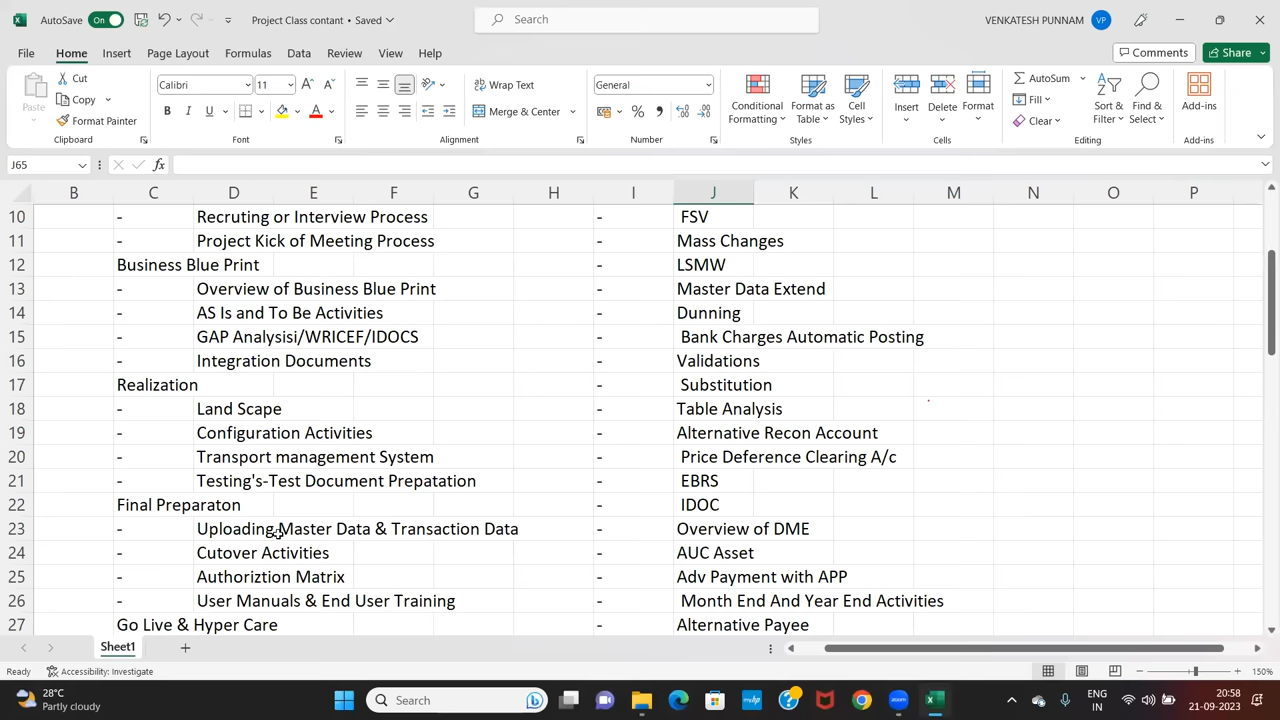 AutoSave On Project Class contant • Saved Search VENKATESH PUNNAM VP
File Home Insert Page Layout Formulas Data Review View Help Comments Share
Paste Cut Copy Format Painter Clipboard
Calibri 11 B I U A Font
Wrap Text Merge & Center Alignment
General % Number
Conditional Formatting Format as Table Cell Styles Styles
Insert Delete Format Cells
AutoSum Fill Clear Sort & Filter Find & Select Editing
Add-ins Add-ins
J65 fx
B C D E F G H I J K L M N O P
10 - Recruting or Interview Process - FSV
11 - Project Kick of Meeting Process - Mass Changes
12 Business Blue Print - LSMW
13 - Overview of Business Blue Print - Master Data Extend
14 - AS Is and To Be Activities - Dunning
15 - GAP Analysisi/WRICEF/IDOCS - Bank Charges Automatic Posting
16 - Integration Documents - Validations
17 Realization - Substitution
18 - Land Scape - Table Analysis
19 - Configuration Activities - Alternative Recon Account
20 - Transport management System - Price Deference Clearing A/c
21 - Testing's-Test Document Prepatation - EBRS
22 Final Preparaton - IDOC
23 - Uploading Master Data & Transaction Data - Overview of DME
24 - Cutover Activities - AUC Asset
25 - Authoriztion Matrix - Adv Payment with APP
26 - User Manuals & End User Training - Month End And Year End Activities
27 Go Live & Hyper Care - Alternative Payee
Sheet1
Ready Accessibility: Investigate 150%
28°C Partly cloudy Search ENG IN 20:58 21-09-2023